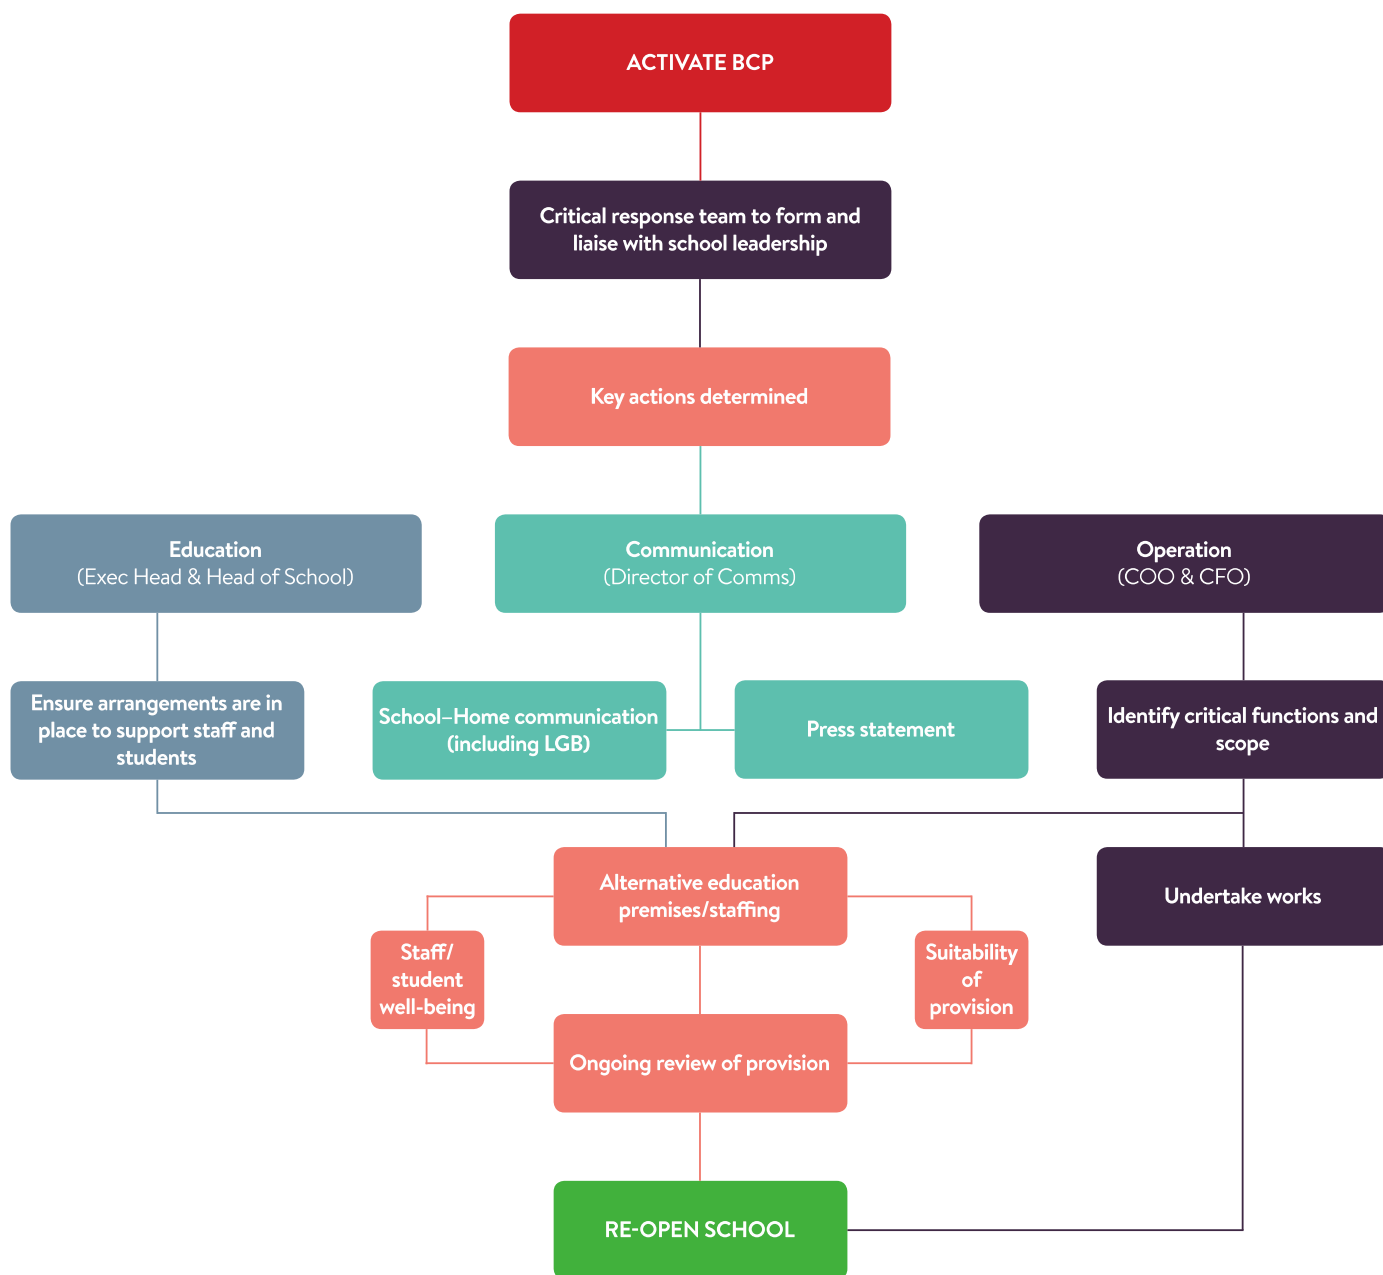 ACTIVATE BCP
Critical response team to form and
liaise with school leadership
Key actions determined
Education
(Exec Head & Head of School)
Communication
(Director of Comms)
Operation
(COO & CFO)
Ensure arrangements are in
place to support staff and
students
School–Home communication
(including LGB)
Press statement
Identify critical functions and
scope
Alternative education
premises/staffing
Undertake works
Staff/
student
well-being
Suitability
of
provision
Ongoing review of provision
RE-OPEN SCHOOL